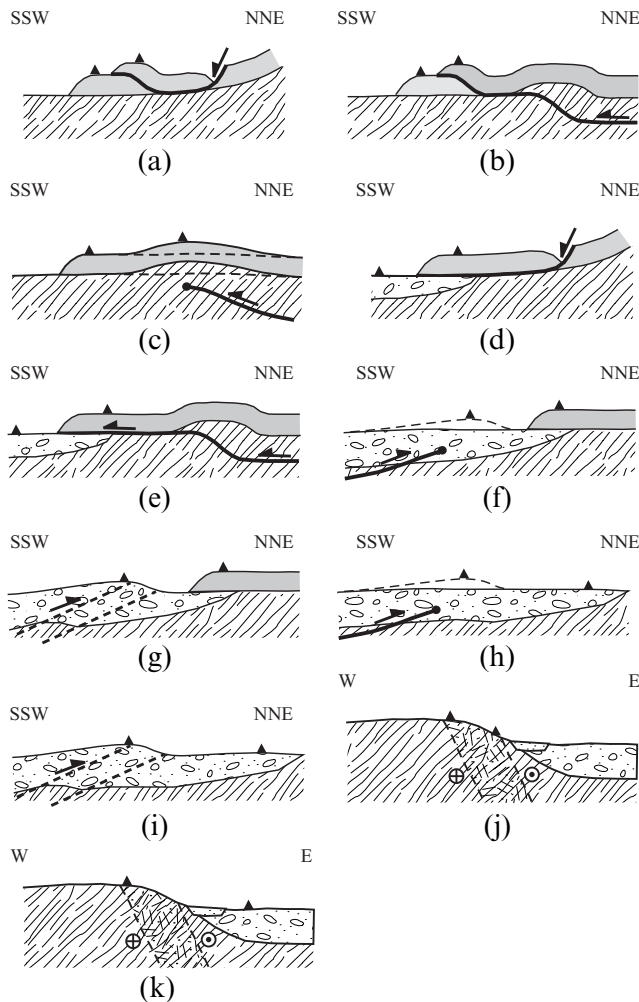 SSW NNE SSW NNE
(a) (b)
SSW NNE SSW NNE
(c) (d)
SSW NNE SSW NNE
(e) (f)
SSW NNE SSW NNE
(g) (h)
SSW NNE W E
(i) (j)
W E
(k)